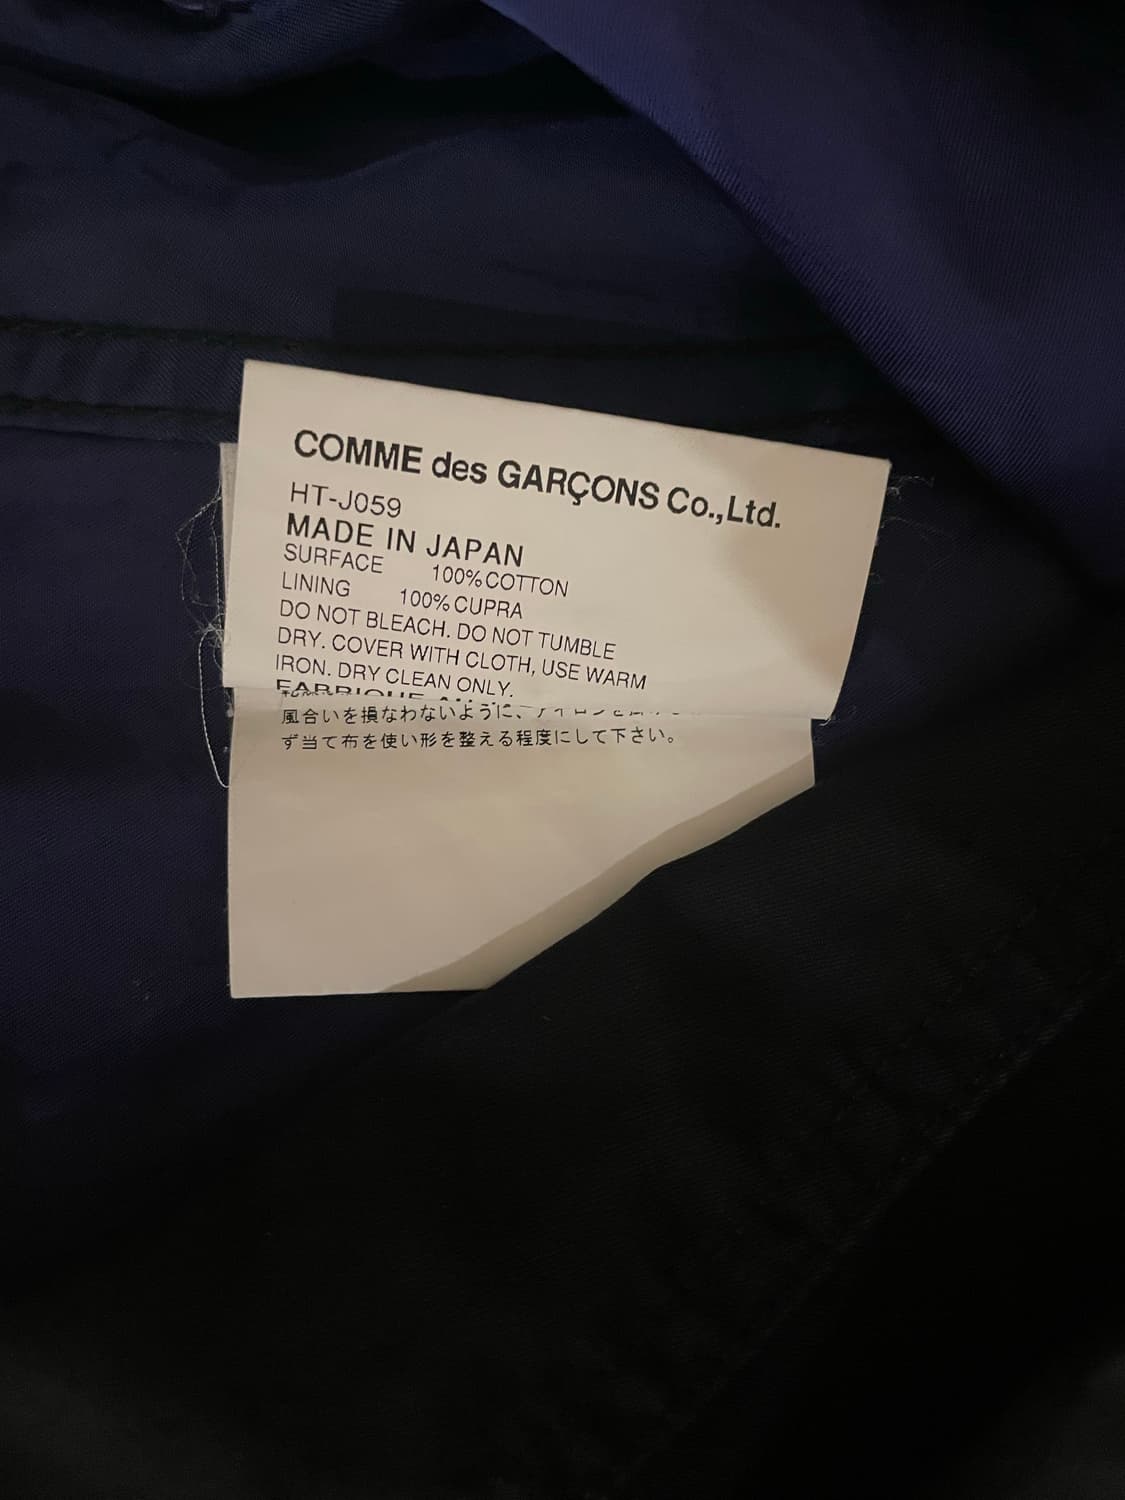 COMME des GARÇONS Co.,Ltd.
HT-J059
MADE IN JAPAN
SURFACE 100%COTTON
LINING 100%CUPRA
DO NOT BLEACH. DO NOT TUMBLE
DRY. COVER WITH CLOTH, USE WARM
IRON. DRY CLEAN ONLY.
FABRIQUE AU
風合いを損なわないように、
ず当て布を使い形を整える程度にして下さい。